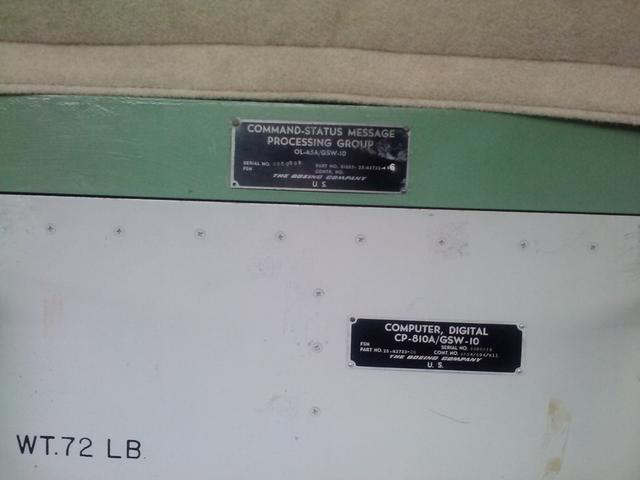 COMMAND-STATUS MESSAGE
PROCESSING GROUP
OL-45A/GSW-10
SERIAL NO.
PART NO.
FSN CONTR. NO.
THE BOEING COMPANY
U. S.
COMPUTER, DIGITAL
CP-810A/GSW-10
FSN SERIAL NO.
PART NO. CONT. NO.
THE BOEING COMPANY
U. S.
WT. 72 LB.